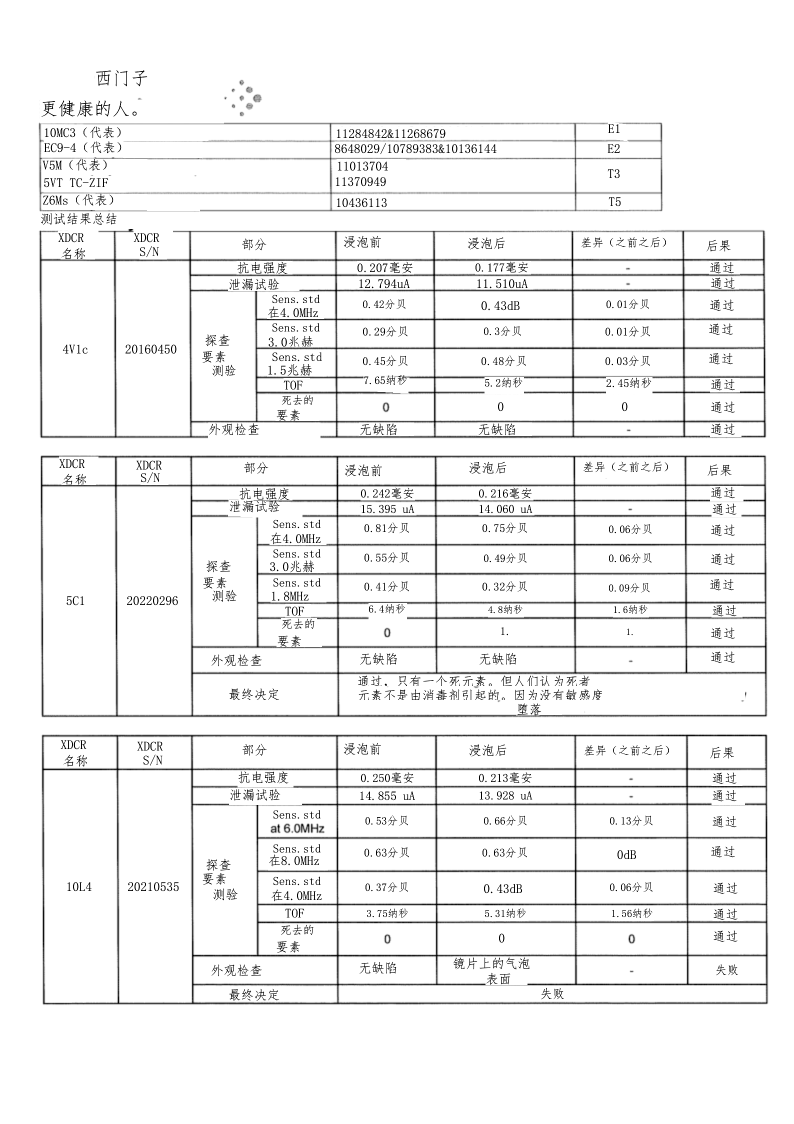 西门子
更健康的人。
10MC3（代表） 11284842&11268679 E1
EC9-4（代表） 8648029/10789383&10136144 E2
V5M（代表） 11013704 T3
5VT TC-ZIF 11370949
Z6Ms（代表） 10436113 T5
测试结果总结
XDCR 名称 XDCR S/N 部分 浸泡前 浸泡后 差异（之前之后） 后果
抗电强度 0.207毫安 0.177毫安 - 通过
泄漏试验 12.794uA 11.510uA - 通过
4V1c 20160450 探查 要素 测验
Sens.std 在4.0MHz 0.42分贝 0.43dB 0.01分贝 通过
Sens.std 3.0兆赫 0.29分贝 0.3分贝 0.01分贝 通过
Sens.std 1.5兆赫 0.45分贝 0.48分贝 0.03分贝 通过
TOF 7.65纳秒 5.2纳秒 2.45纳秒 通过
死去的 要素 0 0 0 通过
外观检查 无缺陷 无缺陷 - 通过
XDCR 名称 XDCR S/N 部分 浸泡前 浸泡后 差异（之前之后） 后果
抗电强度 0.242毫安 0.216毫安 通过
泄漏试验 15.395 uA 14.060 uA - 通过
5C1 20220296 探查 要素 测验
Sens.std 在4.0MHz 0.81分贝 0.75分贝 0.06分贝 通过
Sens.std 3.0兆赫 0.55分贝 0.49分贝 0.06分贝 通过
Sens.std 1.8MHz 0.41分贝 0.32分贝 0.09分贝 通过
TOF 6.4纳秒 4.8纳秒 1.6纳秒 通过
死去的 要素 0 1. 1. 通过
外观检查 无缺陷 无缺陷 - 通过
最终决定 通过，只有一个死元素。但人们认为死者
元素不是由消毒剂引起的。因为没有敏感度
堕落
XDCR 名称 XDCR S/N 部分 浸泡前 浸泡后 差异（之前之后） 后果
抗电强度 0.250毫安 0.213毫安 - 通过
泄漏试验 14.855 uA 13.928 uA - 通过
10L4 20210535 探查 要素 测验
Sens.std at 6.0MHz 0.53分贝 0.66分贝 0.13分贝 通过
Sens.std 在8.0MHz 0.63分贝 0.63分贝 0dB 通过
Sens.std 在4.0MHz 0.37分贝 0.43dB 0.06分贝 通过
TOF 3.75纳秒 5.31纳秒 1.56纳秒 通过
死去的 要素 0 0 0 通过
外观检查 无缺陷 镜片上的气泡 表面 - 失败
最终决定 失败